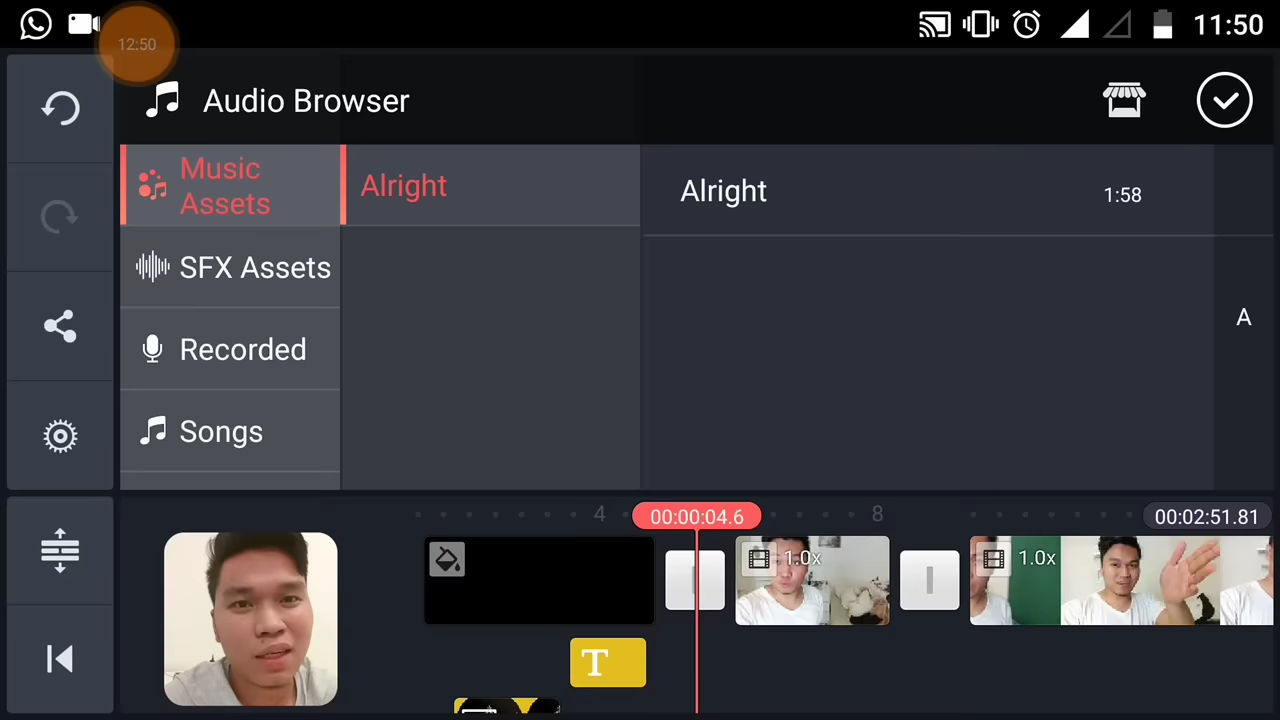 12:50
11:50
Audio Browser
Music
Assets
Alright
Alright
1:58
SFX Assets
Recorded
A
Songs
4
00:00:04.6
8
00:02:51.81
1.0x
1.0x
T